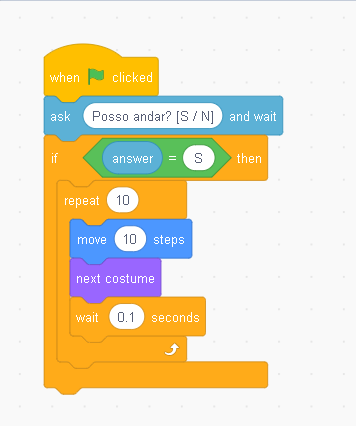 when clicked
ask Posso andar? [S / N] and wait
if answer = S then
repeat 10
move 10 steps
next costume
wait 0.1 seconds